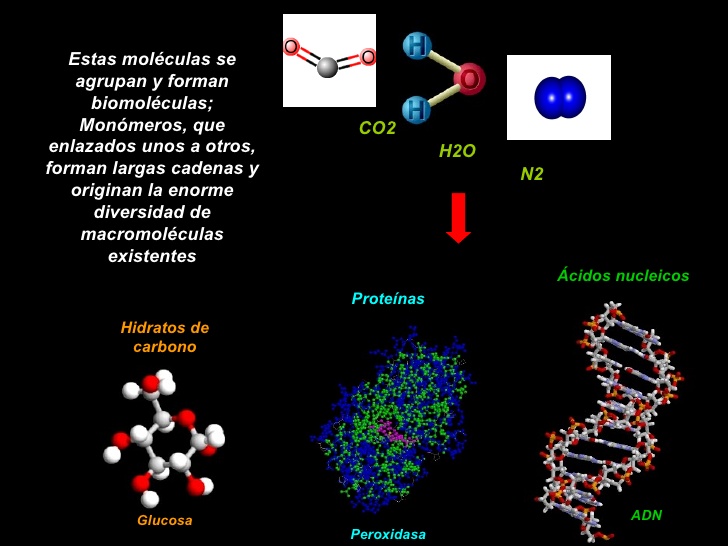 Estas moléculas se
agrupan y forman
biomoléculas;
Monómeros, que
enlazados unos a otros,
forman largas cadenas y
originan la enorme
diversidad de
macromoléculas
existentes
O
O
H
O
H
CO2
H2O
N2
Ácidos nucleicos
Proteínas
Hidratos de
carbono
Glucosa
Peroxidasa
ADN